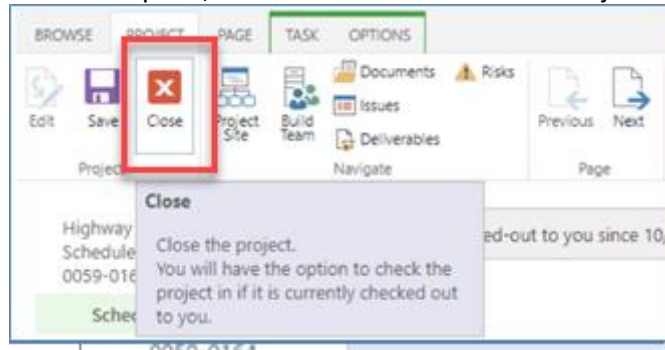 BROWSE PROJECT PAGE TASK OPTIONS
Edit Save Close Project Site Build Team Documents Issues Deliverables Risks Previous Next
Navigate Page
Close
Close the project.
You will have the option to check the
project in if it is currently checked out
to you.
Highway
Schedule
0059-016
ed-out to you since 10,
0059-0164